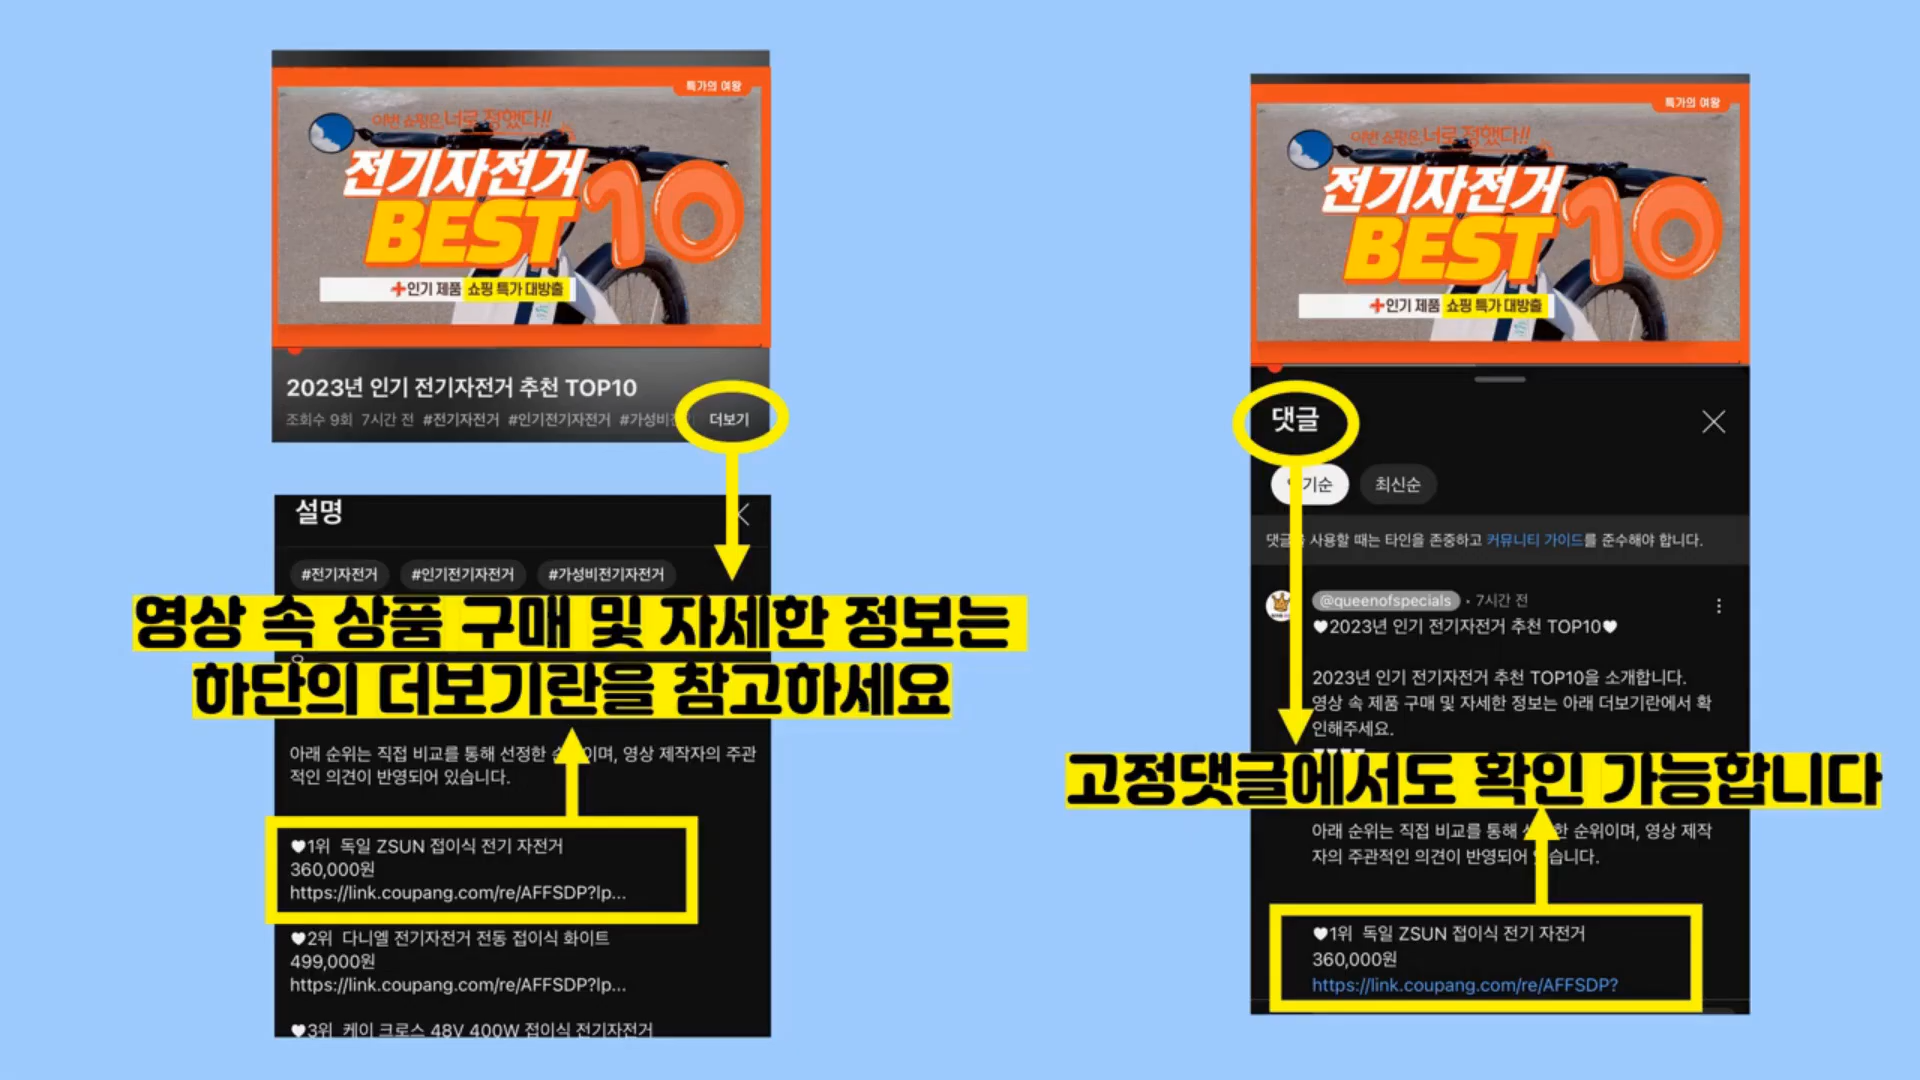 특가의 여왕
이번 쇼핑은 너로 정했다!!
전기자전거
BEST 10
+인기 제품 쇼핑 특가 대방출
2023년 인기 전기자전거 추천 TOP10
조회수 9회 7시간 전 #전기자전거 #인기전기자전거 #가성비 더보기
설명
#전기자전거 #인기전기자전거 #가성비전기자전거
영상 속 상품 구매 및 자세한 정보는
하단의 더보기란을 참고하세요
아래 순위는 직접 비교를 통해 선정한 이며, 영상 제작자의 주관
적인 의견이 반영되어 있습니다.
♥1위 독일 ZSUN 접이식 전기 자전거
360,000원
https://link.coupang.com/re/AFFSDP?lp...
♥2위 다니엘 전기자전거 전동 접이식 화이트
499,000원
https://link.coupang.com/re/AFFSDP?lp...
♥3위 케이 크로스 48V 400W 접이식 전기자전거
특가의 여왕
이번 쇼핑은 너로 정했다!!
전기자전거
BEST 10
+인기 제품 쇼핑 특가 대방출
댓글
기순 최신순
댓글 사용할 때는 타인을 존중하고 커뮤니티 가이드를 준수해야 합니다.
@queenofspecials · 7시간 전
♥2023년 인기 전기자전거 추천 TOP10♥
2023년 인기 전기자전거 추천 TOP10을 소개합니다.
영상 속 제품 구매 및 자세한 정보는 아래 더보기란에서 확
인해주세요.
고정댓글에서도 확인 가능합니다
아래 순위는 직접 비교를 통해 한 순위이며, 영상 제작
자의 주관적인 의견이 반영되어 습니다.
♥1위 독일 ZSUN 접이식 전기 자전거
360,000원
https://link.coupang.com/re/AFFSDP?